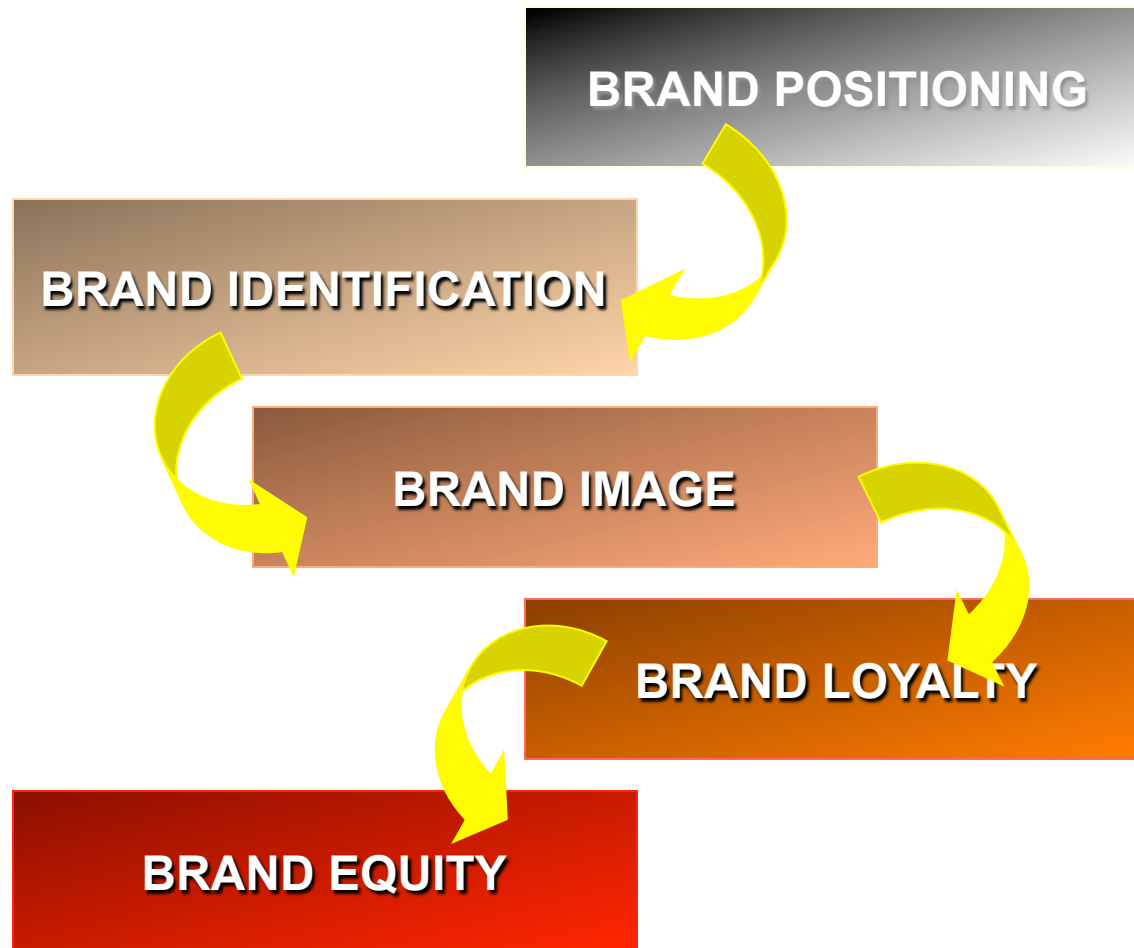 BRAND POSITIONING
BRAND IDENTIFICATION
BRAND IMAGE
BRAND LOYALTY
BRAND EQUITY